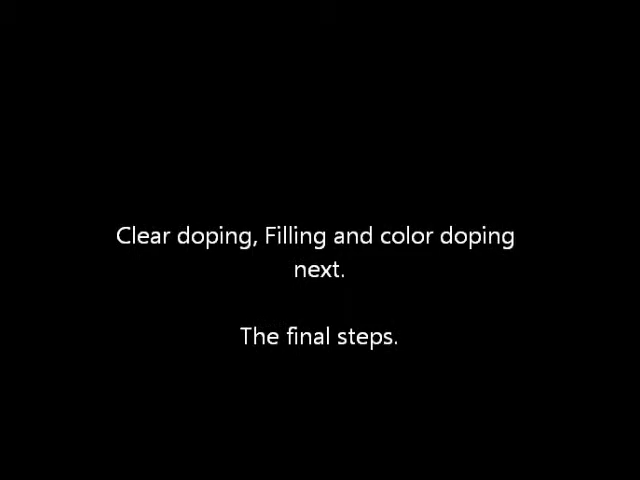 Clear doping, Filling and color doping
next.
The final steps.